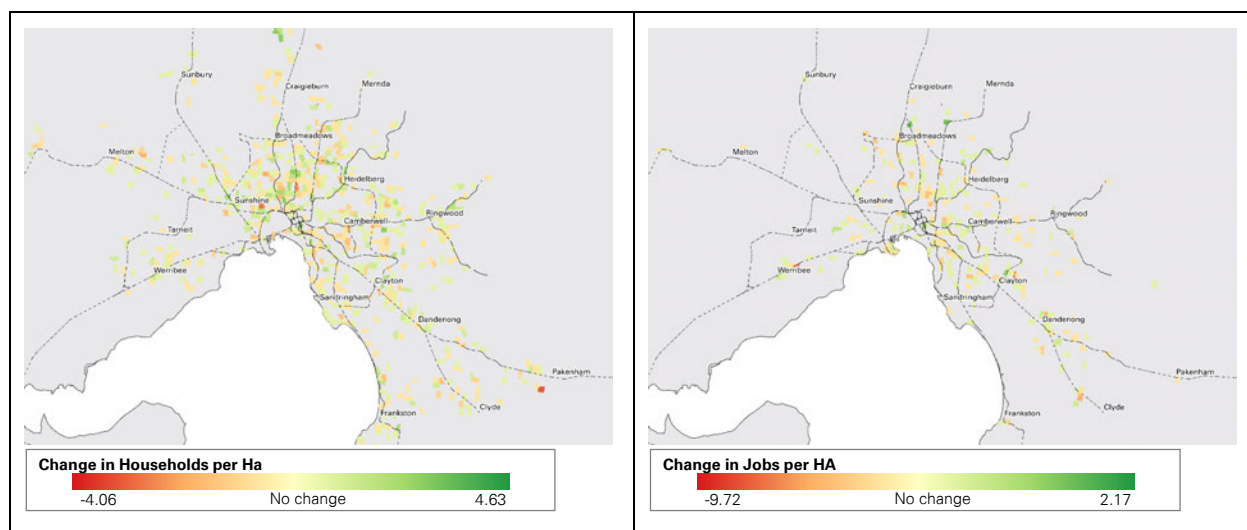 Sunbury
Craigieburn
Mernda
Broadmeadows
Melton
Heidelberg
Sunshine
Ringwood
Camberwell
Tarneit
Werribee
Clayton
Sandringham
Dandenong
Pakenham
Clyde
Frankston
Change in Households per Ha
-4.06 No change 4.63
Sunbury
Craigieburn
Mernda
Broadmeadows
Melton
Heidelberg
Sunshine
Ringwood
Camberwell
Tarneit
Werribee
Clayton
Sandringham
Dandenong
Pakenham
Clyde
Frankston
Change in Jobs per HA
-9.72 No change 2.17